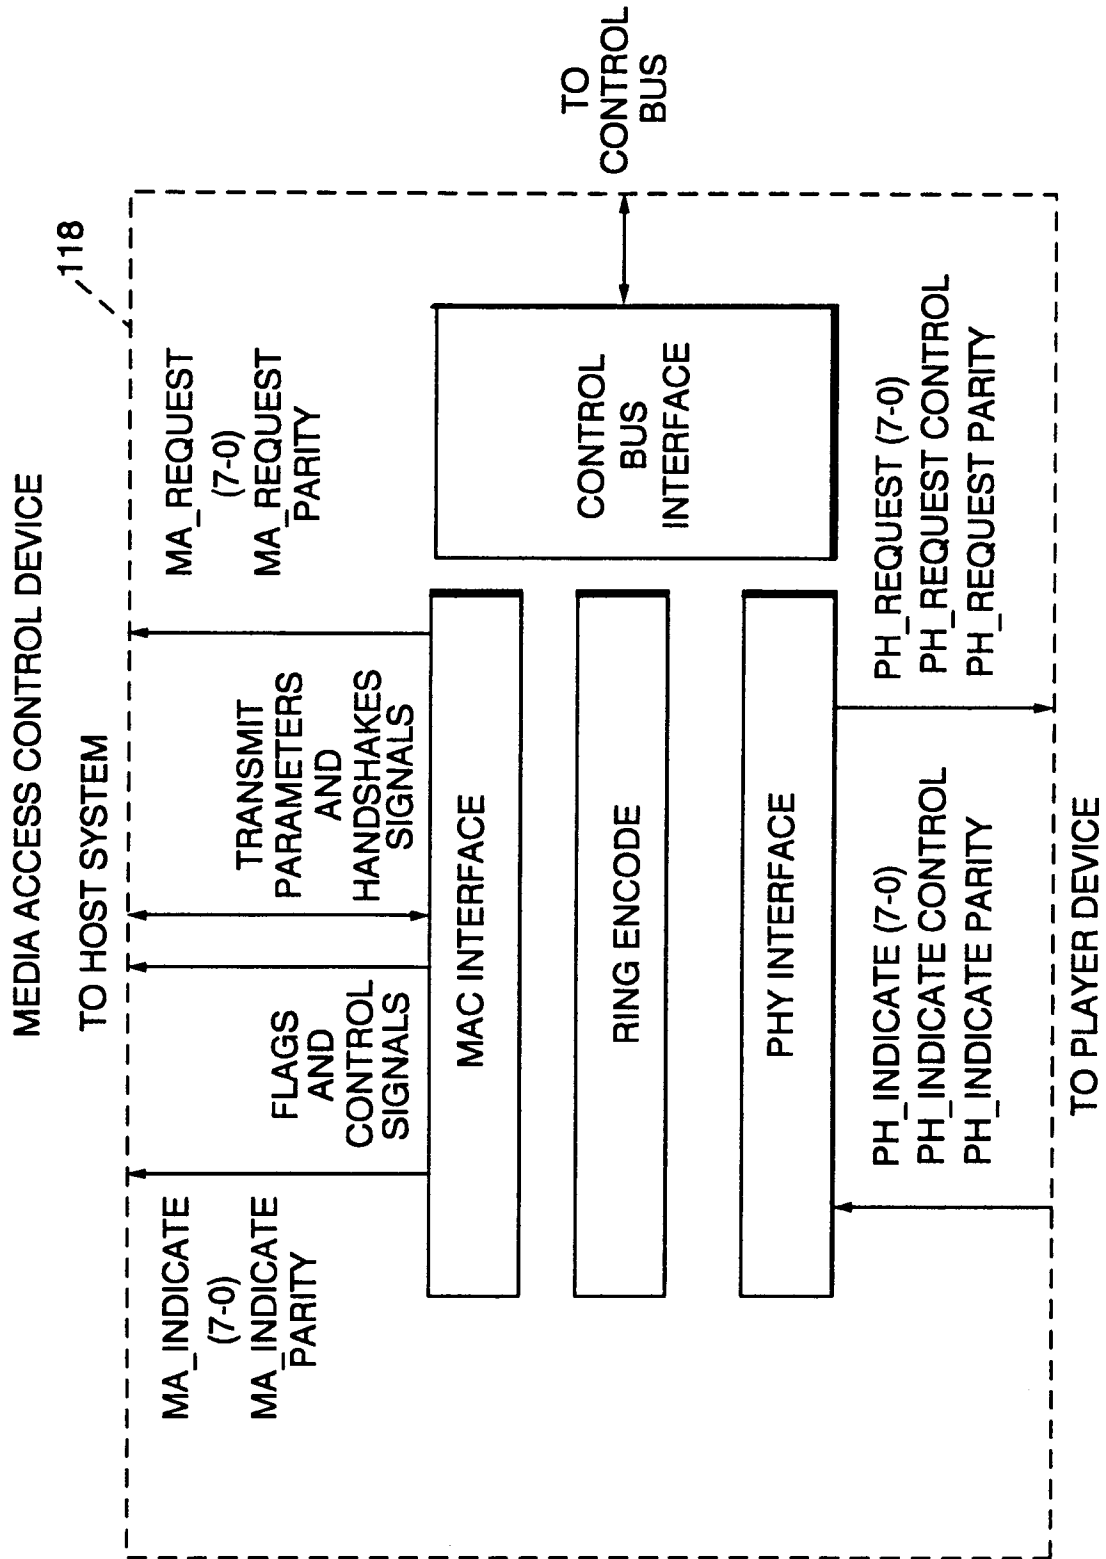 MEDIA ACCESS CONTROL DEVICE
TO HOST SYSTEM
118
MA_INDICATE
(7-0)
MA_INDICATE
PARITY
FLAGS
AND
CONTROL
SIGNALS
TRANSMIT
PARAMETERS
AND
HANDSHAKES
SIGNALS
MA_REQUEST
(7-0)
MA_REQUEST
PARITY
MAC INTERFACE
RING ENCODE
PHY INTERFACE
CONTROL
BUS
INTERFACE
TO
CONTROL
BUS
PH_INDICATE (7-0)
PH_INDICATE CONTROL
PH_INDICATE PARITY
PH_REQUEST (7-0)
PH_REQUEST CONTROL
PH_REQUEST PARITY
TO PLAYER DEVICE